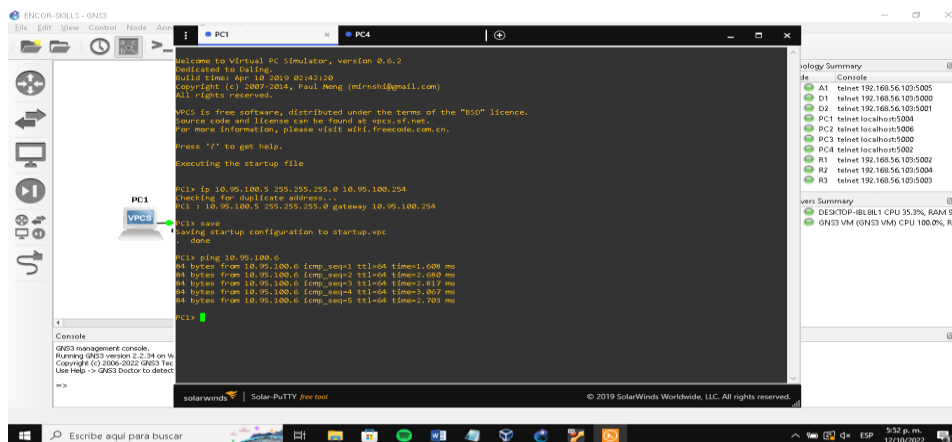 ENCOR-SKILLS - GNS3
File Edit View Control Node Anno
PC1
PC4
Welcome to Virtual PC Simulator, version 0.6.2
Dedicated to Daling.
Build time: Apr 10 2019 02:42:20
Copyright (c) 2007-2014, Paul Meng (mirnshi@gmail.com)
All rights reserved.
VPCS is free software, distributed under the terms of the "BSD" licence.
Source code and license can be found at vpcs.sf.net.
For more information, please visit wiki.freecode.com.cn.
Press '?' to get help.
Executing the startup file
PC1> ip 10.95.100.5 255.255.255.0 10.95.100.254
Checking for duplicate address...
PC1 : 10.95.100.5 255.255.255.0 gateway 10.95.100.254
PC1> save
Saving startup configuration to startup.vpc
. done
PC1> ping 10.95.100.6
84 bytes from 10.95.100.6 icmp_seq=1 ttl=64 time=1.608 ms
84 bytes from 10.95.100.6 icmp_seq=2 ttl=64 time=2.680 ms
84 bytes from 10.95.100.6 icmp_seq=3 ttl=64 time=2.817 ms
84 bytes from 10.95.100.6 icmp_seq=4 ttl=64 time=3.067 ms
84 bytes from 10.95.100.6 icmp_seq=5 ttl=64 time=2.703 ms
PC1>
solarwinds Solar-PuTTY free tool
© 2019 SolarWinds Worldwide, LLC. All rights reserved.
PC1
VPCS
opology Summary
de Console
A1 telnet 192.168.56.103:5005
D1 telnet 192.168.56.103:5000
D2 telnet 192.168.56.103:5001
PC1 telnet localhost:5004
PC2 telnet localhost:5006
PC3 telnet localhost:5000
PC4 telnet localhost:5002
R1 telnet 192.168.56.103:5002
R2 telnet 192.168.56.103:5004
R3 telnet 192.168.56.103:5003
vers Summary
DESKTOP-IBLBIL1 CPU 35.3%, RAM 9
GNS3 VM (GNS3 VM) CPU 100.0%, R
Console
GNS3 management console.
Running GNS3 version 2.2.34 on W
Copyright (c) 2006-2022 GNS3 Tec
Use Help -> GNS3 Doctor to detect
=>
Escribe aquí para buscar
ESP
5:52 p. m.
12/10/2022